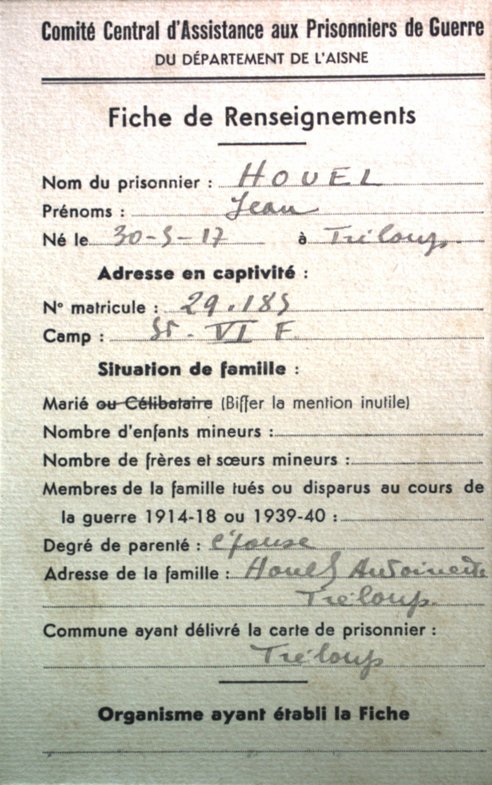 Comité Central d'Assistance aux Prisonniers de Guerre
DU DÉPARTEMENT DE L'AISNE
Fiche de Renseignements
Nom du prisonnier : HOUEL
Prénoms : Jean
Né le 30-5-17 à Tréloup
Adresse en captivité :
N° matricule : 29.185
Camp : St. VI F.
Situation de famille :
Marié ou Célibataire (Biffer la mention inutile)
Nombre d'enfants mineurs :
Nombre de frères et sœurs mineurs :
Membres de la famille tués ou disparus au cours de
la guerre 1914-18 ou 1939-40 :
Degré de parenté : épouse
Adresse de la famille : Houel Antoinette
Tréloup.
Commune ayant délivré la carte de prisonnier :
Tréloup
Organisme ayant établi la Fiche